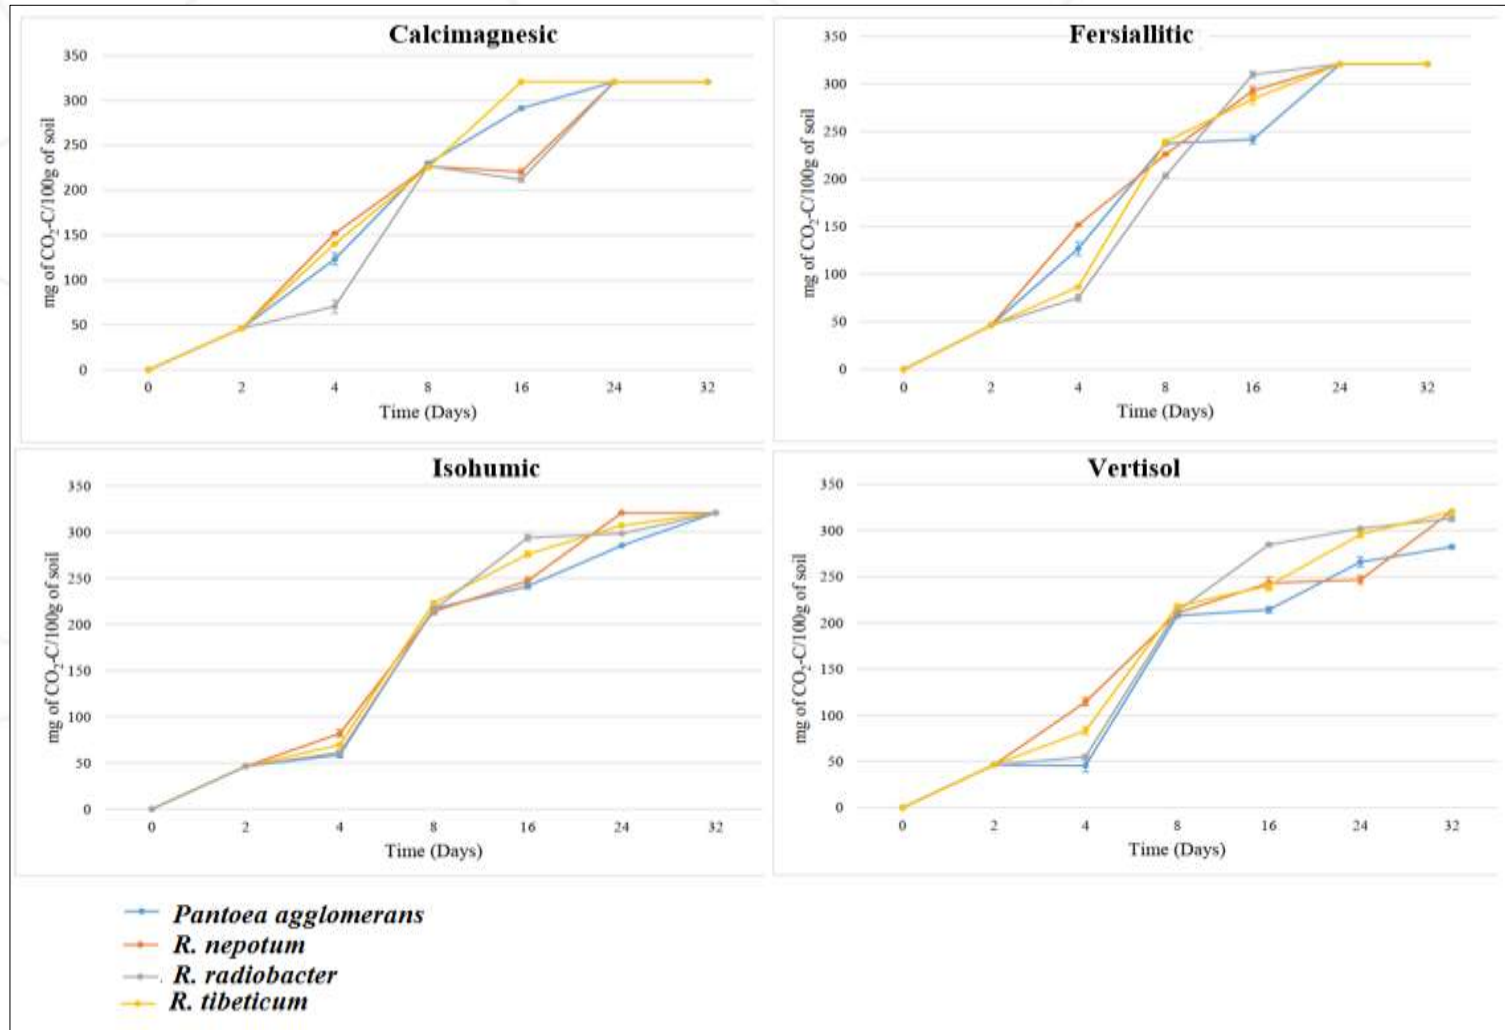 Calcimagnesic
mg of CO₂-C/100g of soil
350
300
250
200
150
100
50
0
0 2 4 8 16 24 32
Time (Days)
Fersiallitic
mg of CO₂-C/100g of soil
350
300
250
200
150
100
50
0
0 2 4 8 16 24 32
Time (Days)
Isohumic
mg of CO₂-C/100g of soil
350
300
250
200
150
100
50
0
0 2 4 8 16 24 32
Time (Days)
Vertisol
mg of CO₂-C/100g of soil
350
300
250
200
150
100
50
0
0 2 4 8 16 24 32
Time (Days)
Pantoea agglomerans
R. nepotum
R. radiobacter
R. tibeticum